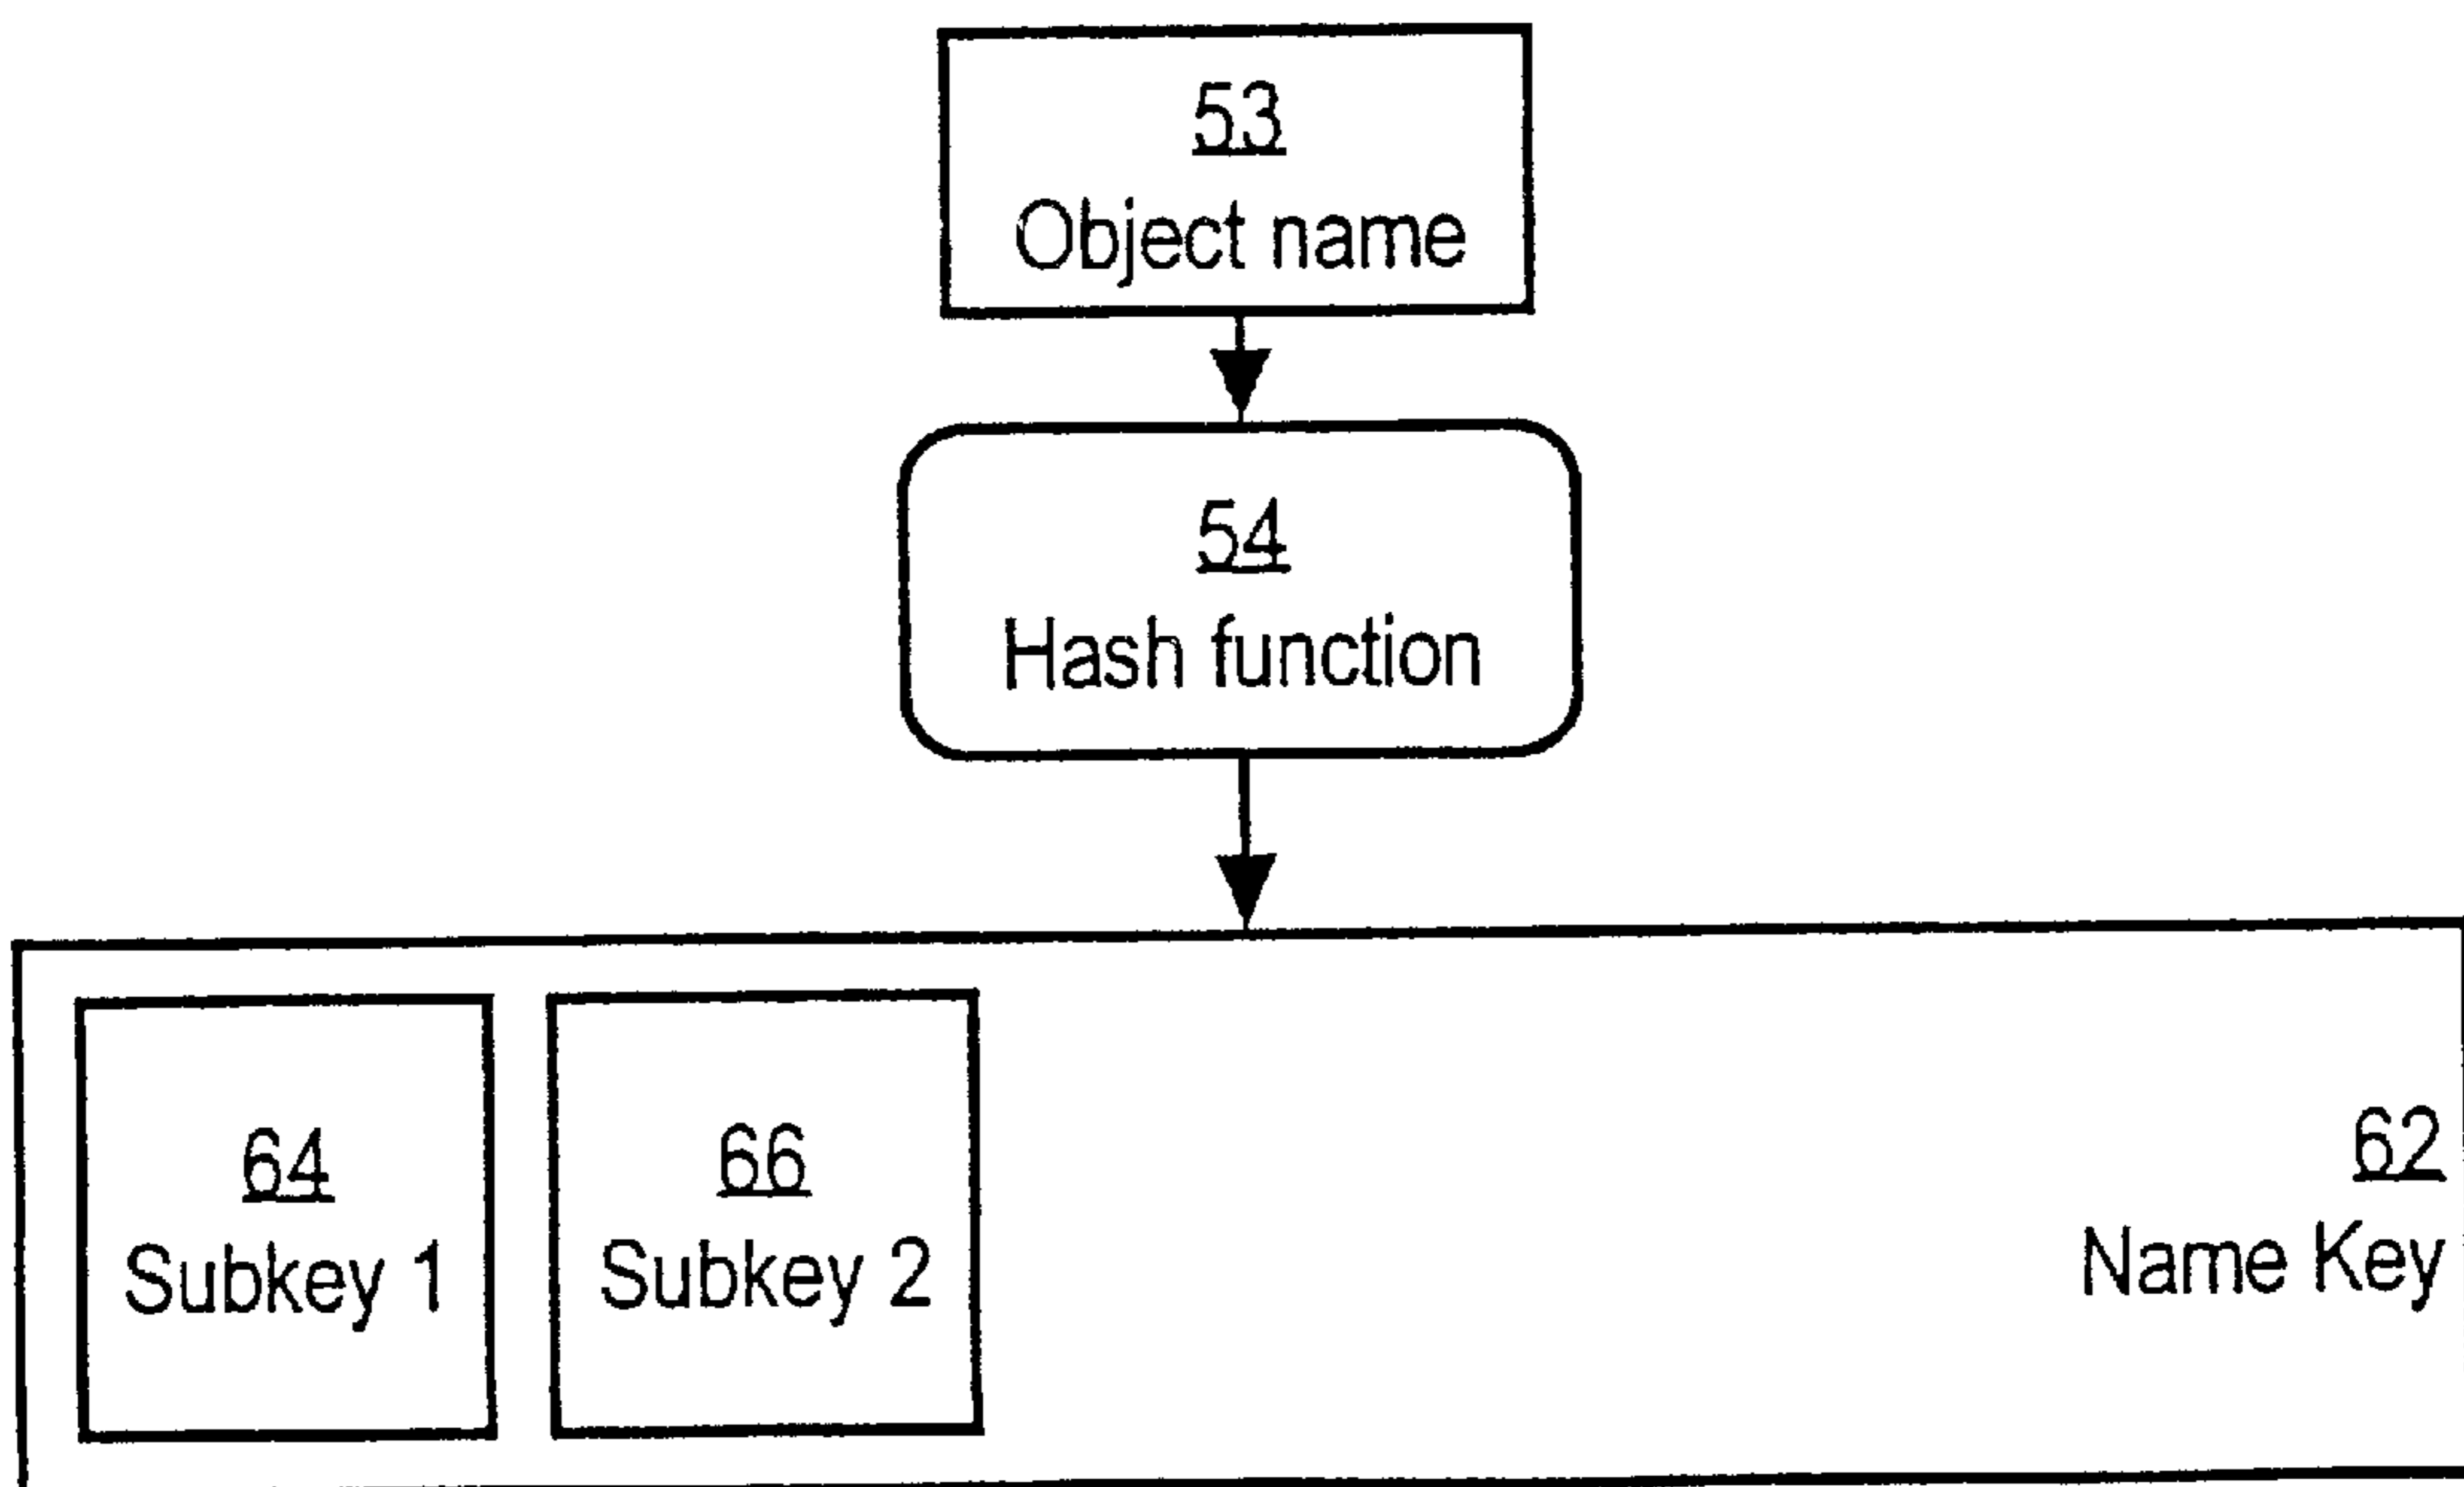 53
Object name
54
Hash function
64
Subkey 1
66
Subkey 2
62
Name Key